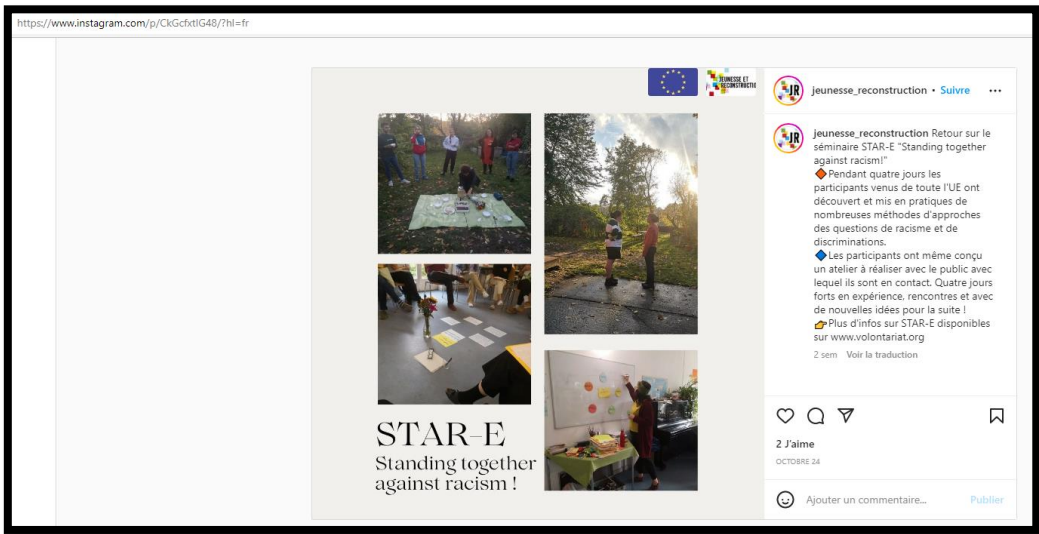 https://www.instagram.com/p/CkGcfxtIG48/?hl=fr
JEUNESSE ET
RECONSTRUCTIO
STAR-E
Standing together
against racism !
JR
jeunesse_reconstruction • Suivre
JR
jeunesse_reconstruction Retour sur le
séminaire STAR-E "Standing together
against racism!"
🔶Pendant quatre jours les
participants venus de toute l'UE ont
découvert et mis en pratiques de
nombreuses méthodes d'approches
des questions de racisme et de
discriminations.
🔷Les participants ont même conçu
un atelier à réaliser avec le public avec
lequel ils sont en contact. Quatre jours
forts en expérience, rencontres et avec
de nouvelles idées pour la suite !
👉Plus d'infos sur STAR-E disponibles
sur www.volontariat.org
2 sem Voir la traduction
2 J'aime
OCTOBRE 24
Ajouter un commentaire... Publier